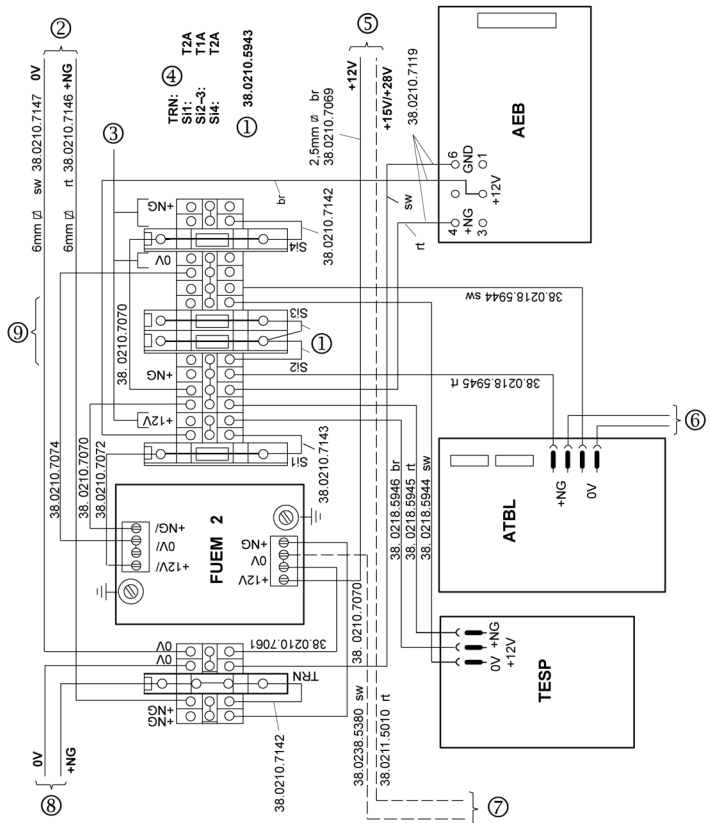 ②
0V
+NG
6mm ⌀ sw 38.0210.7147
6mm ⌀ rt 38.0210.7146
③
④
TRN: T2A
Si1: T1A
Si2–3: T2A
Si4:
①
38.0210.5943
⑤
+12V
+15V/+28V
2,5mm ⌀ br
38.0210.7069
38.0210.7119
AEB
6
GND
1
+12V
4
+NG
3
br
sw
rt
+NG
38.0210.7142
Si4
0V
38.0218.5944 sw
⑨
38. 0210.7070
Si3
①
Si2
+NG
38.0218.5945 rt
⑥
+12V
Si1
38.0210.7143
38.0210.7074
38.0210.7070
38.0210.7072
38. 0218.5946 br
38. 0218.5945 rt
38. 0218.5944 sw
ATBL
+NG
0V
FUEM 2
+NG/
0V/
+12V/
+NG
0V
+12V
38. 0210.7070
38.0210.7061
0V
0V
TRN
+NG
+NG
38.0210.7142
+NG
+12V
0V
TESP
38.0238.5380 sw
38.0211.5010 rt
0V
+NG
⑧
⑦